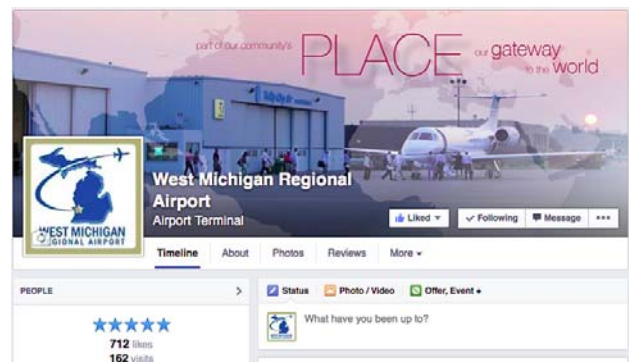 part of our community's PLACE our gateway to the world
WEST MICHIGAN
REGIONAL AIRPORT
West Michigan Regional
Airport
Airport Terminal
Liked
Following
Message
Timeline About Photos Reviews More
PEOPLE
Status Photo / Video Offer, Event +
What have you been up to?
712 likes
162 visits